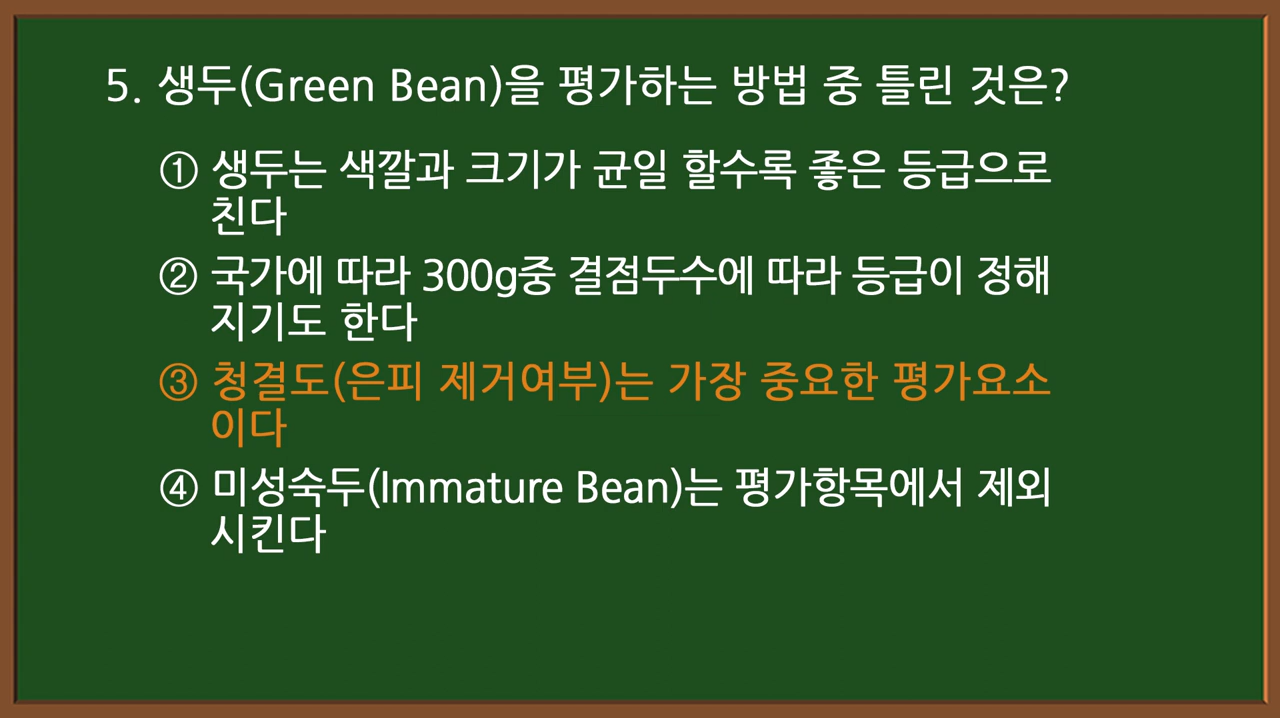 5. 생두(Green Bean)을 평가하는 방법 중 틀린 것은?
① 생두는 색깔과 크기가 균일 할수록 좋은 등급으로
친다
② 국가에 따라 300g중 결점두수에 따라 등급이 정해
지기도 한다
③ 청결도(은피 제거여부)는 가장 중요한 평가요소
이다
④ 미성숙두(Immature Bean)는 평가항목에서 제외
시킨다